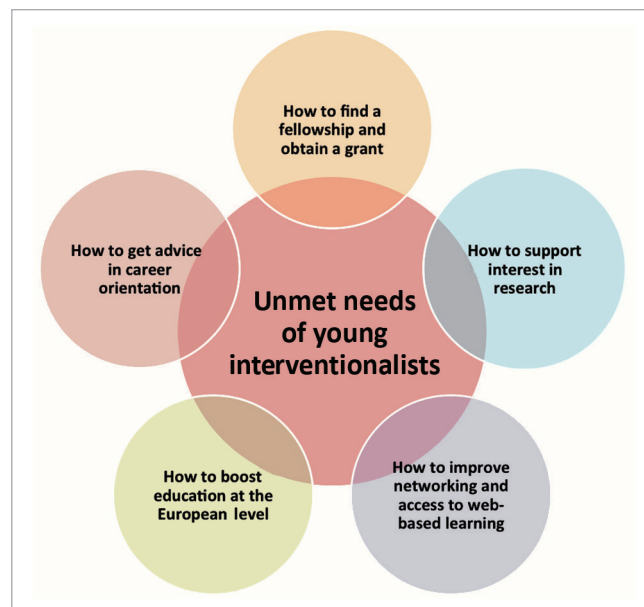 How to find a
fellowship and
obtain a grant
How to get advice
in career
orientation
How to support
interest in
research
Unmet needs
of young
interventionalists
How to boost
education at the
European level
How to improve
networking and
access to web-
based learning